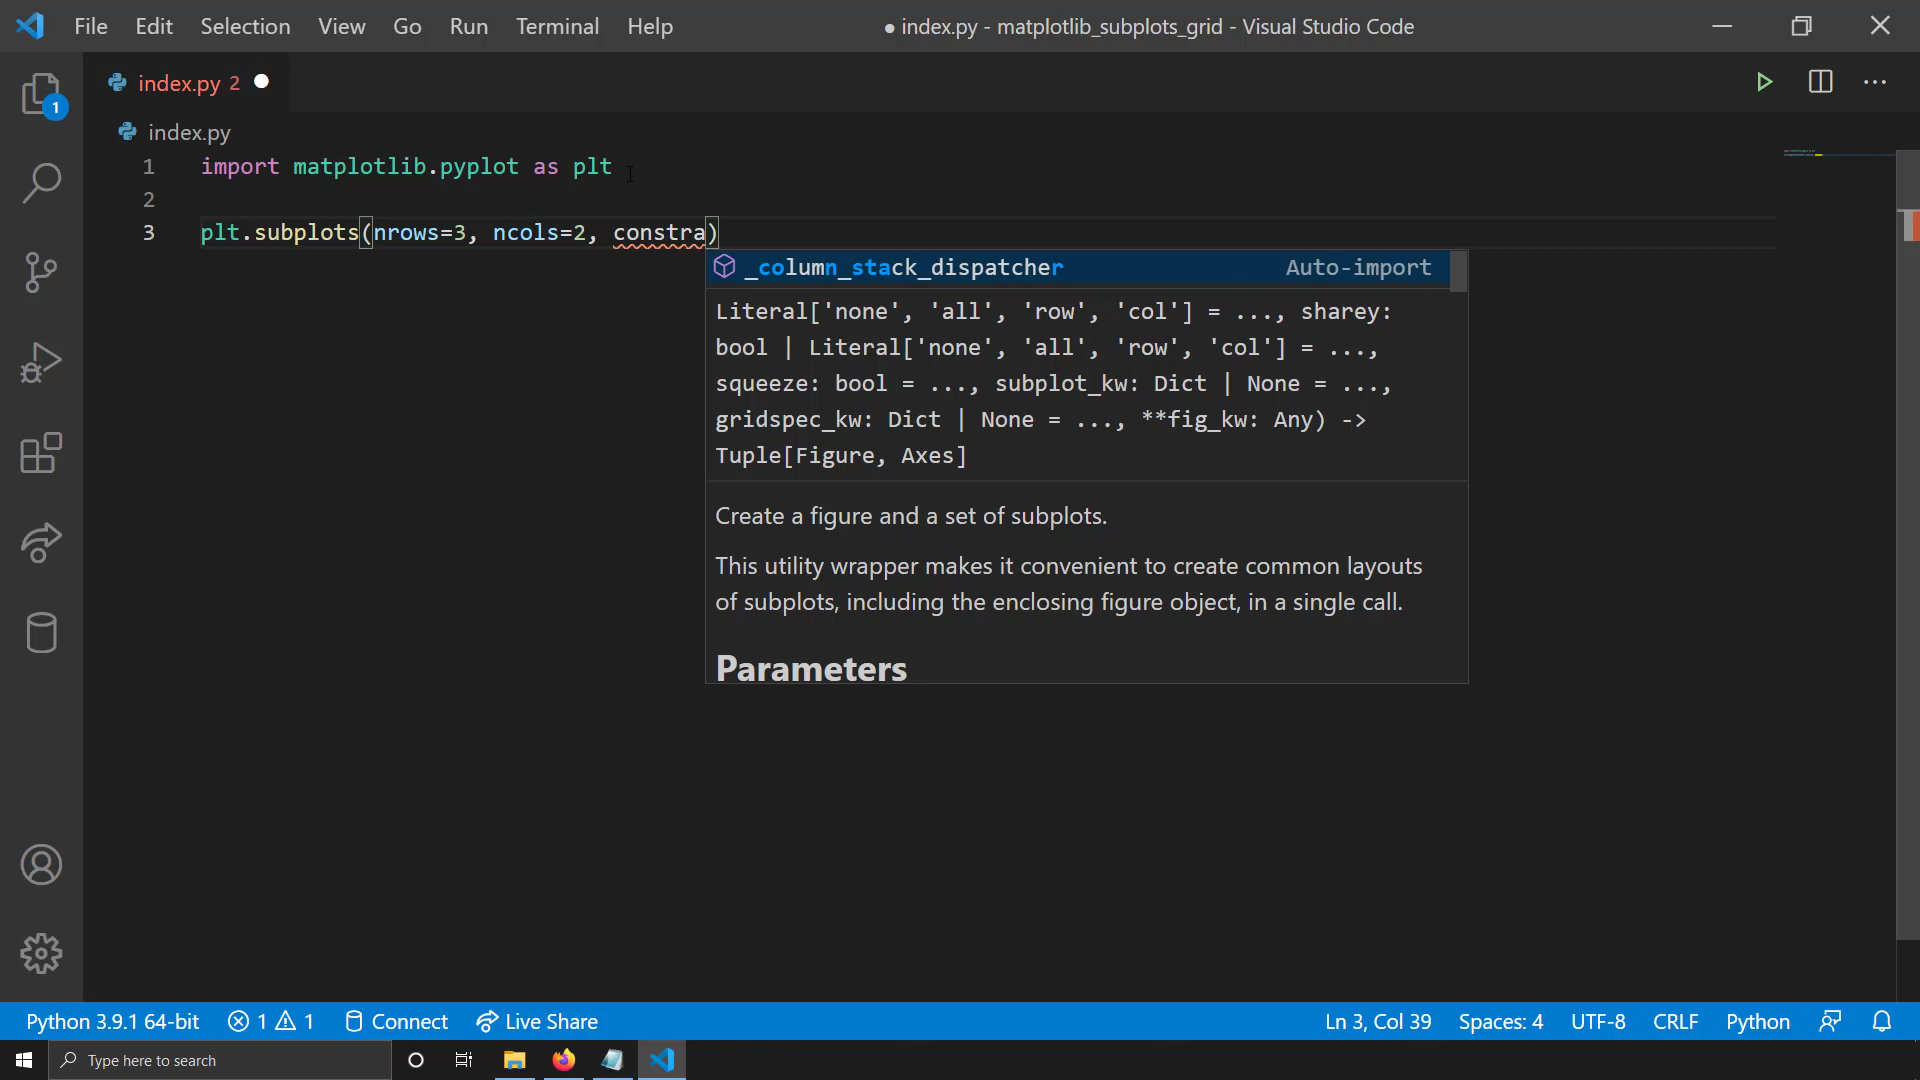 File Edit Selection View Go Run Terminal Help
● index.py - matplotlib_subplots_grid - Visual Studio Code
index.py 2
1
index.py
1 import matplotlib.pyplot as plt
2
3 plt.subplots(nrows=3, ncols=2, constra)
_column_stack_dispatcher Auto-import
Literal['none', 'all', 'row', 'col'] = ..., sharey:
bool | Literal['none', 'all', 'row', 'col'] = ...,
squeeze: bool = ..., subplot_kw: Dict | None = ...,
gridspec_kw: Dict | None = ..., **fig_kw: Any) ->
Tuple[Figure, Axes]
Create a figure and a set of subplots.
This utility wrapper makes it convenient to create common layouts
of subplots, including the enclosing figure object, in a single call.
Parameters
Python 3.9.1 64-bit 1 1 Connect Live Share Ln 3, Col 39 Spaces: 4 UTF-8 CRLF Python
Type here to search